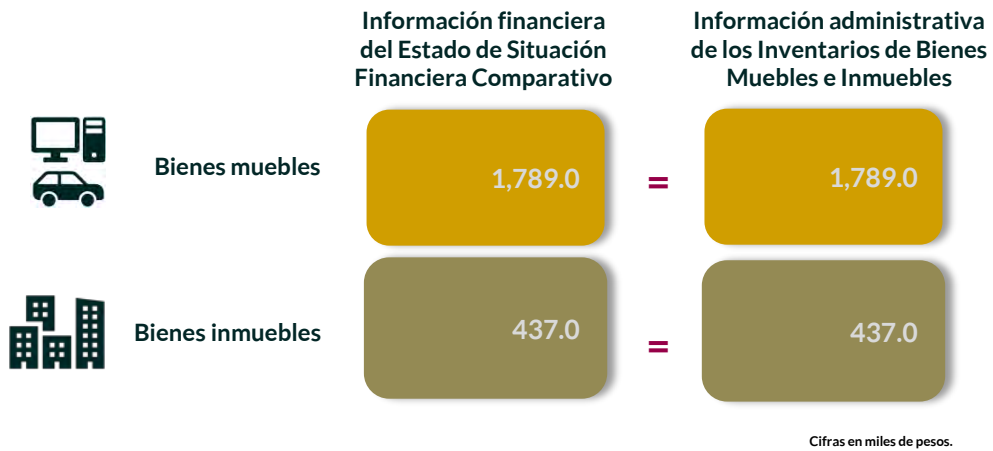 Información financiera
del Estado de Situación
Financiera Comparativo
Información administrativa
de los Inventarios de Bienes
Muebles e Inmuebles
Bienes muebles
1,789.0
=
1,789.0
Bienes inmuebles
437.0
=
437.0
Cifras en miles de pesos.